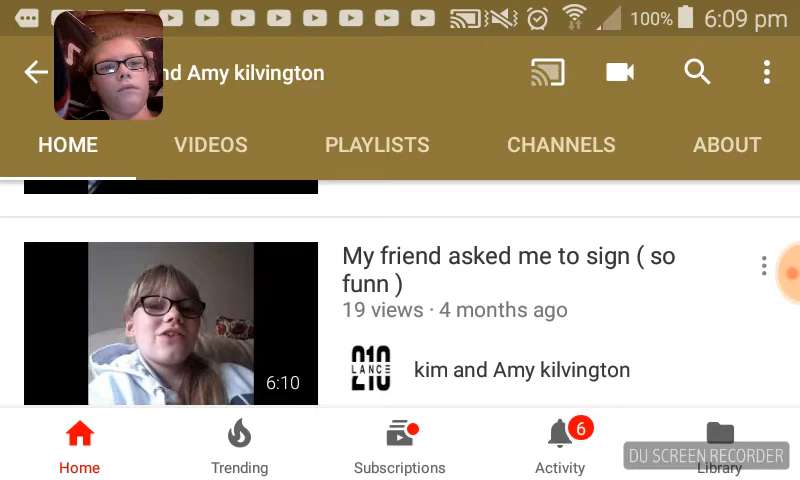 100% 6:09 pm
nd Amy kilvington
HOME VIDEOS PLAYLISTS CHANNELS ABOUT
My friend asked me to sign ( so
funn )
19 views · 4 months ago
210
LANCE
kim and Amy kilvington
6:10
6
DU SCREEN RECORDER
Home Trending Subscriptions Activity Library